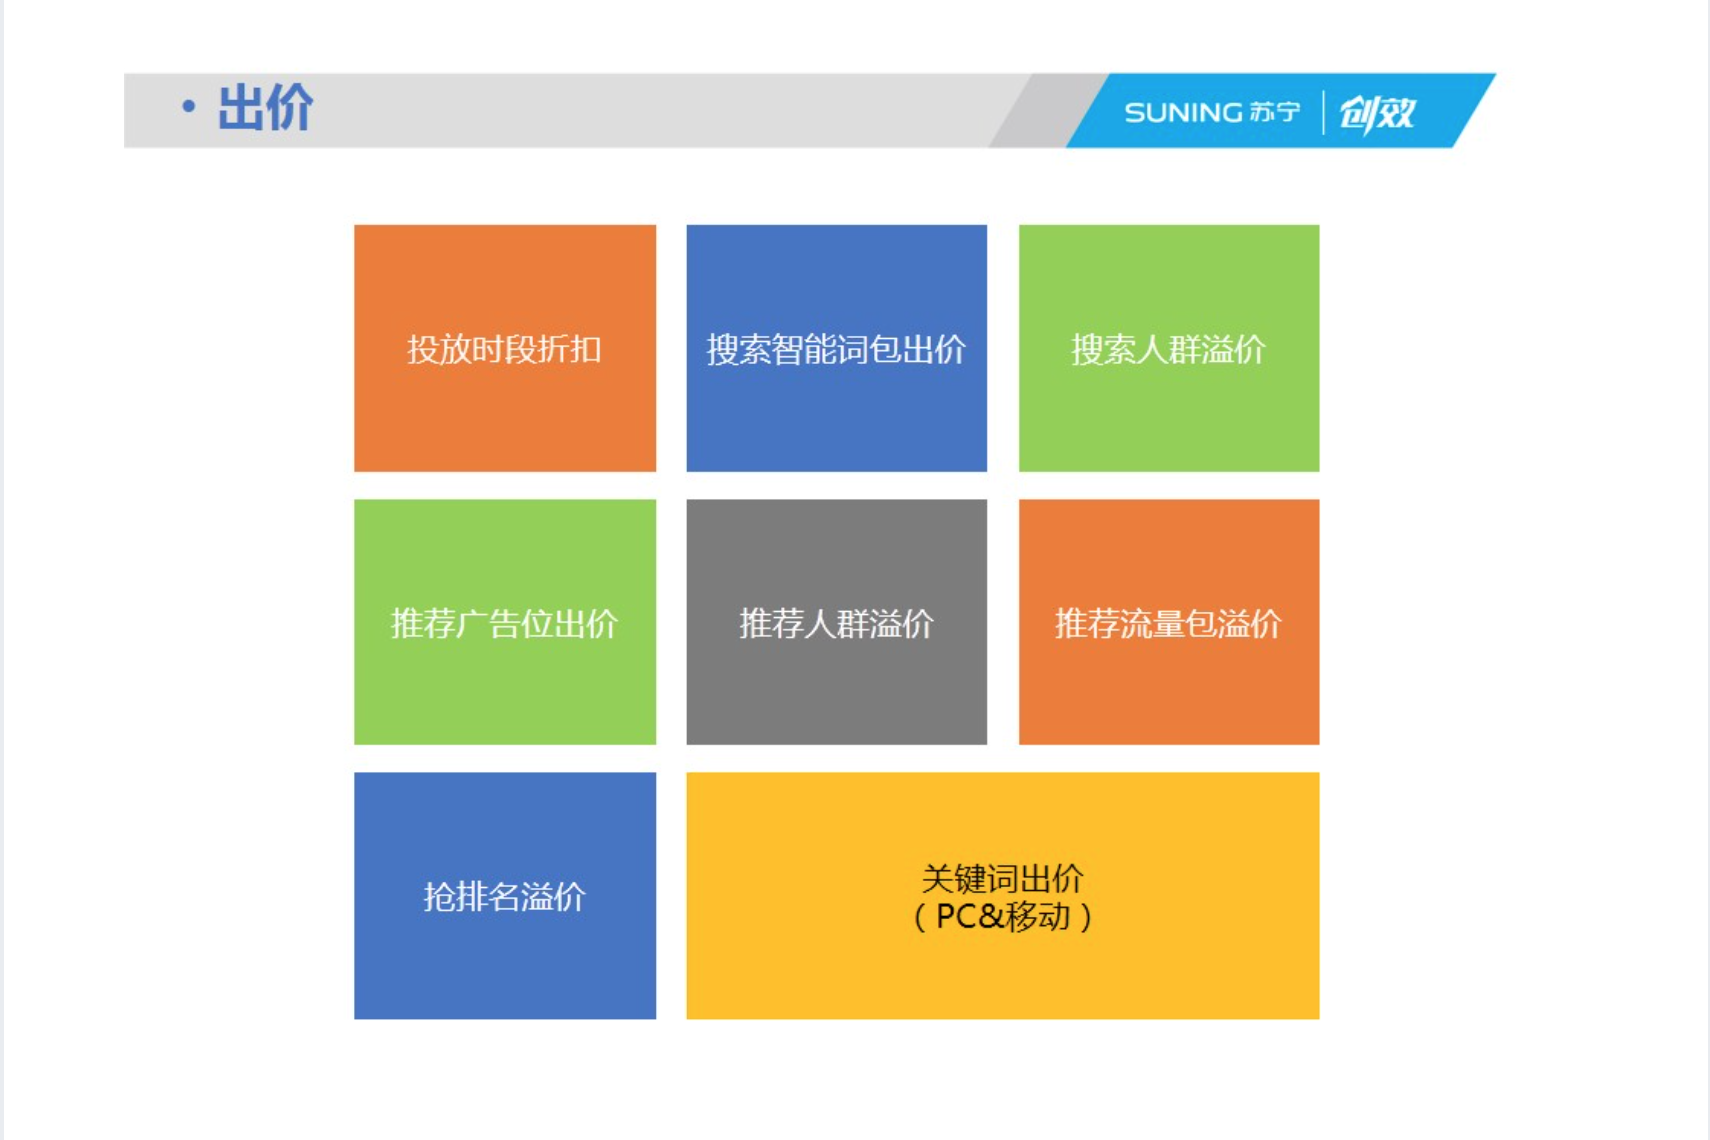 • 出价
SUNING 苏宁 | 创效
投放时段折扣
搜索智能词包出价
搜索人群溢价
推荐广告位出价
推荐人群溢价
推荐流量包溢价
抢排名溢价
关键词出价
（PC&移动）